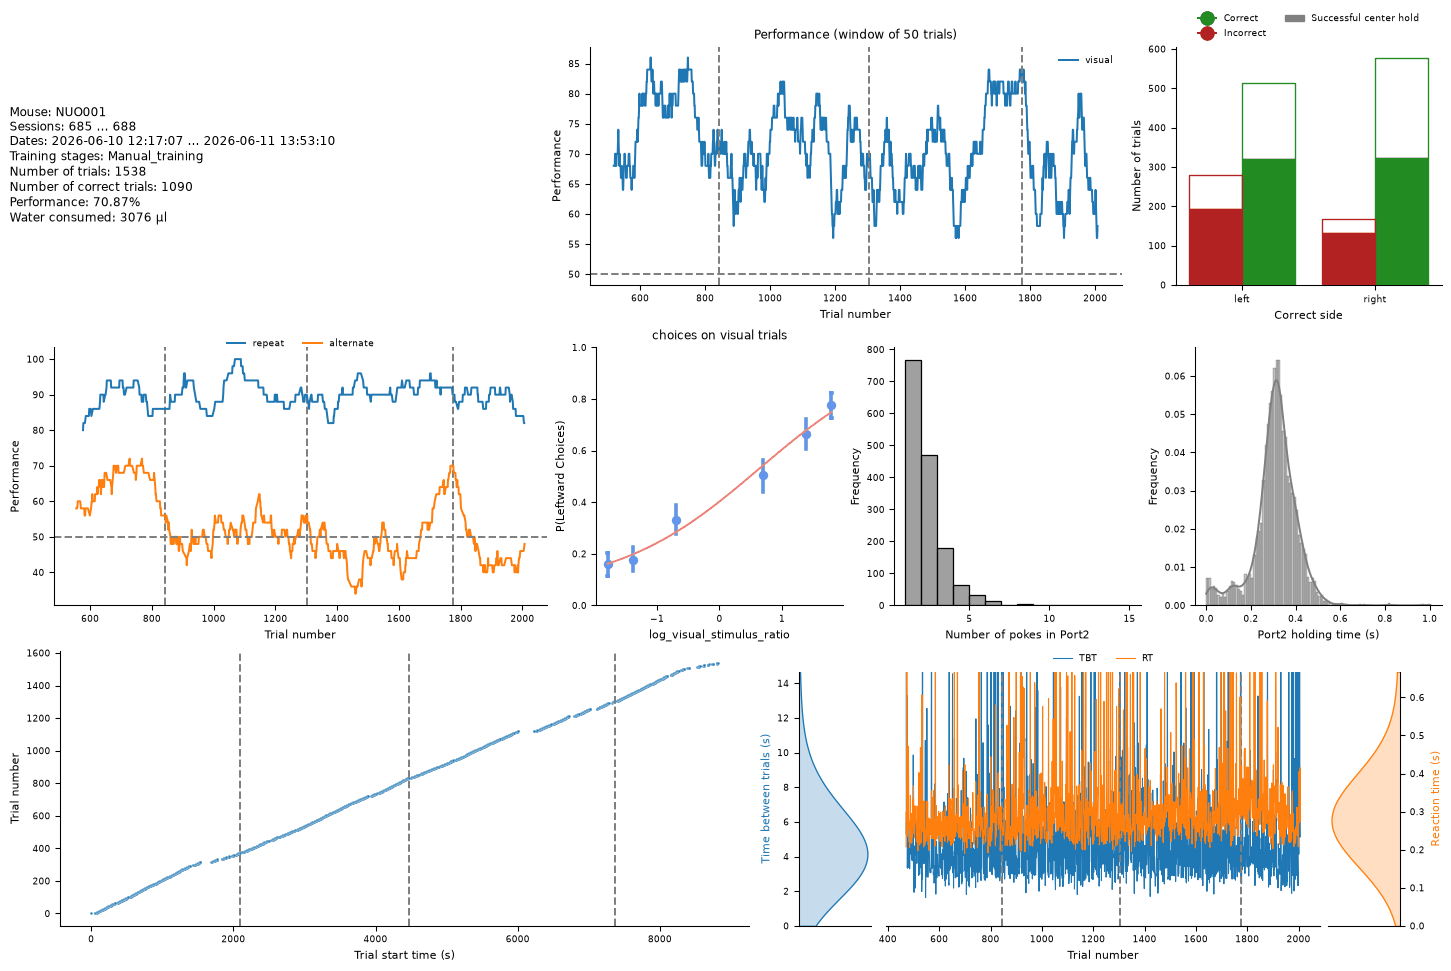 Mouse: NUO001
Sessions: 685 ... 688
Dates: 2026-06-10 12:17:07 ... 2026-06-11 13:53:10
Training stages: Manual_training
Number of trials: 1538
Number of correct trials: 1090
Performance: 70.87%
Water consumed: 3076 µl
Performance (window of 50 trials)
visual
85
80
75
70
65
60
55
50
Performance
600 800 1000 1200 1400 1600 1800 2000
Trial number
Correct
Incorrect
Successful center hold
600
500
400
300
200
100
0
Number of trials
left right
Correct side
repeat alternate
100
90
80
70
60
50
40
Performance
600 800 1000 1200 1400 1600 1800 2000
Trial number
choices on visual trials
1.0
0.8
0.6
0.4
0.2
0.0
P(Leftward Choices)
−1 0 1
log_visual_stimulus_ratio
800
700
600
500
400
300
200
100
0
Frequency
5 10 15
Number of pokes in Port2
0.06
0.05
0.04
0.03
0.02
0.01
0.00
Frequency
0.0 0.2 0.4 0.6 0.8 1.0
Port2 holding time (s)
1600
1400
1200
1000
800
600
400
200
0
Trial number
0 2000 4000 6000 8000
Trial start time (s)
TBT RT
14
12
10
8
6
4
2
0
Time between trials (s)
400 600 800 1000 1200 1400 1600 1800 2000
Trial number
0.6
0.5
0.4
0.3
0.2
0.1
0.0
Reaction time (s)